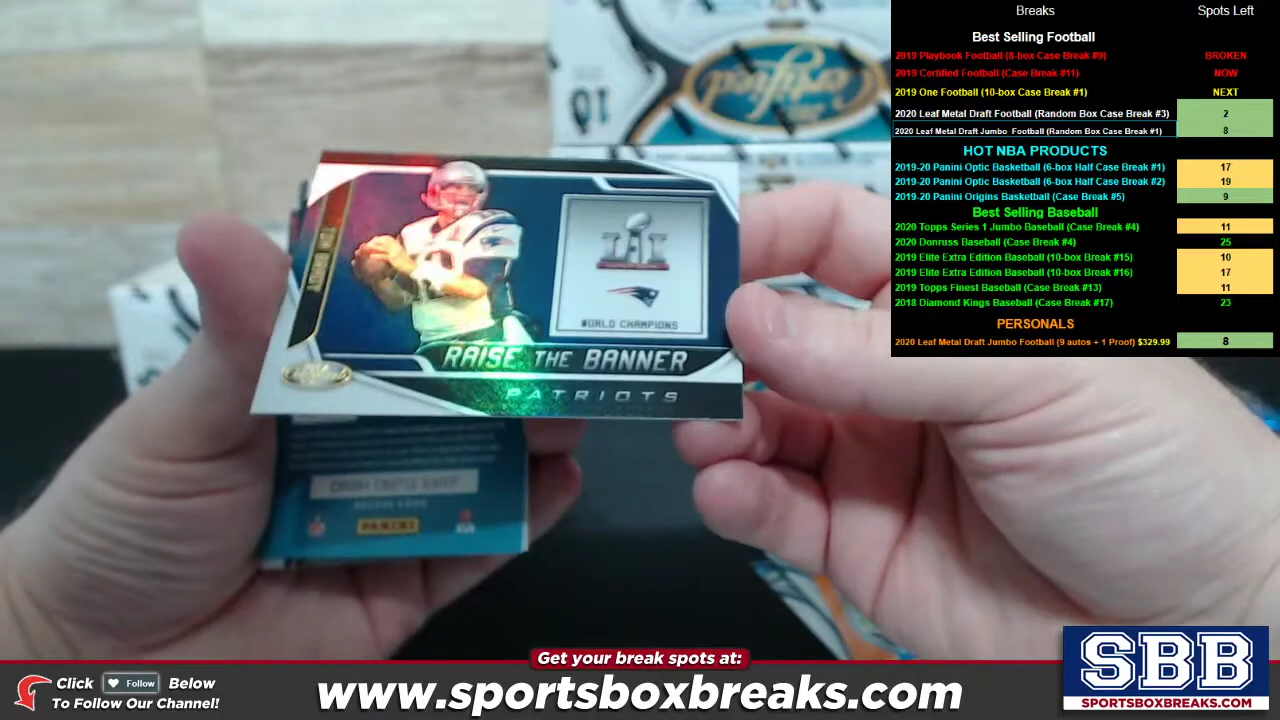 Breaks Spots Left
Best Selling Football
2019 Playbook Football (8-box Case Break #9) BROKEN
2019 Certified Football (Case Break #11) NOW
2019 One Football (10-box Case Break #1) NEXT
2020 Leaf Metal Draft Football (Random Box Case Break #3) 2
2020 Leaf Metal Draft Jumbo Football (Random Box Case Break #1) 8
HOT NBA PRODUCTS
2019-20 Panini Optic Basketball (6-box Half Case Break #1) 17
2019-20 Panini Optic Basketball (6-box Half Case Break #2) 19
2019-20 Panini Origins Basketball (Case Break #5) 9
Best Selling Baseball
2020 Topps Series 1 Jumbo Baseball (Case Break #4) 11
2020 Donruss Baseball (Case Break #4) 25
2019 Elite Extra Edition Baseball (10-box Break #15) 10
2019 Elite Extra Edition Baseball (10-box Break #16) 17
2019 Topps Finest Baseball (Case Break #13) 11
2018 Diamond Kings Baseball (Case Break #17) 23
PERSONALS
2020 Leaf Metal Draft Jumbo Football (9 autos + 1 Proof) $329.99 8
Certified
10
LI
WORLD CHAMPIONS
RAISE THE BANNER
PATRIOTS
PANINI
Get your break spots at:
Click Follow Below
To Follow Our Channel!
www.sportsboxbreaks.com
SBB
SPORTSBOXBREAKS.COM